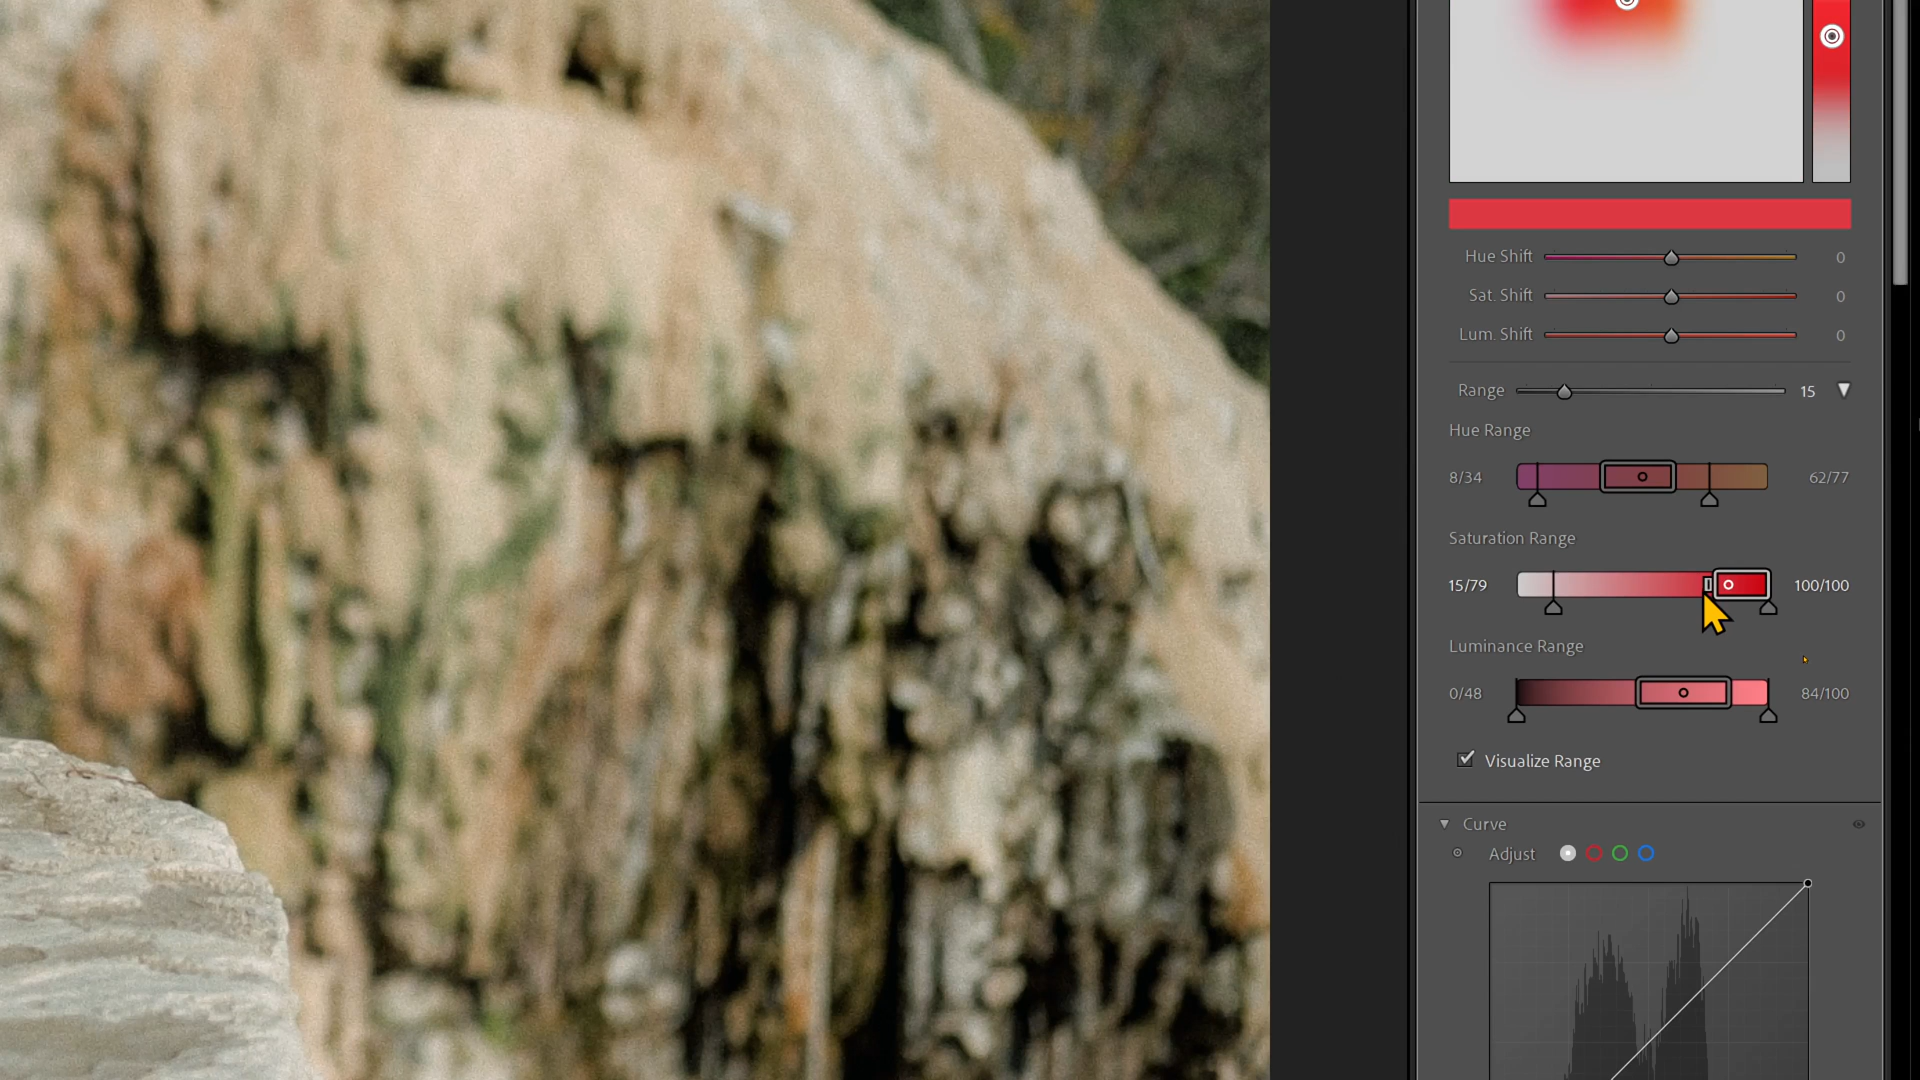 Hue Shift 0
Sat. Shift 0
Lum. Shift 0
Range 15
Hue Range
8/34 62/77
Saturation Range
15/79 100/100
Luminance Range
0/48 84/100
Visualize Range
Curve
Adjust